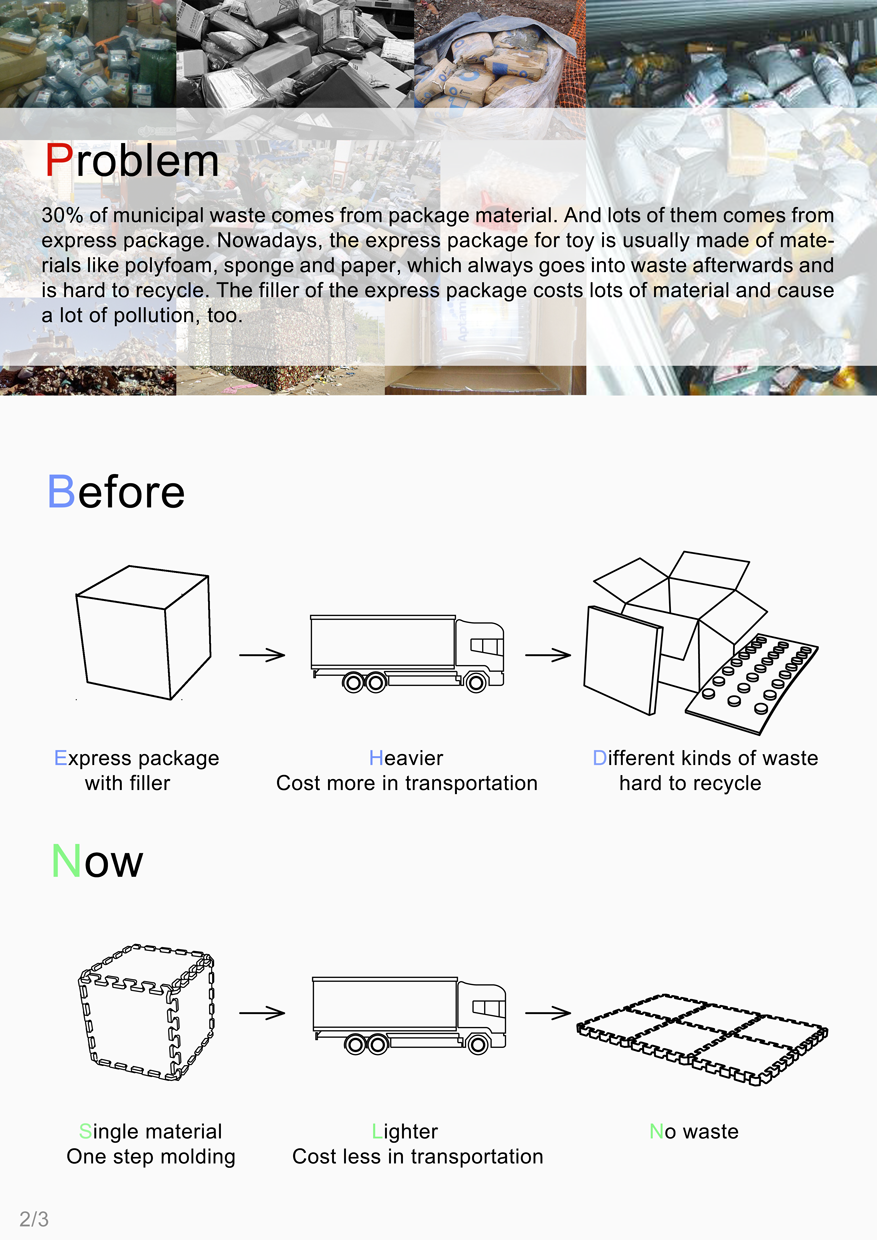 Problem
30% of municipal waste comes from package material. And lots of them comes from
express package. Nowadays, the express package for toy is usually made of mate-
rials like polyfoam, sponge and paper, which always goes into waste afterwards and
is hard to recycle. The filler of the express package costs lots of material and cause
a lot of pollution, too.
Before
Express package
with filler
Heavier
Cost more in transportation
Different kinds of waste
hard to recycle
Now
Single material
One step molding
Lighter
Cost less in transportation
No waste
2/3